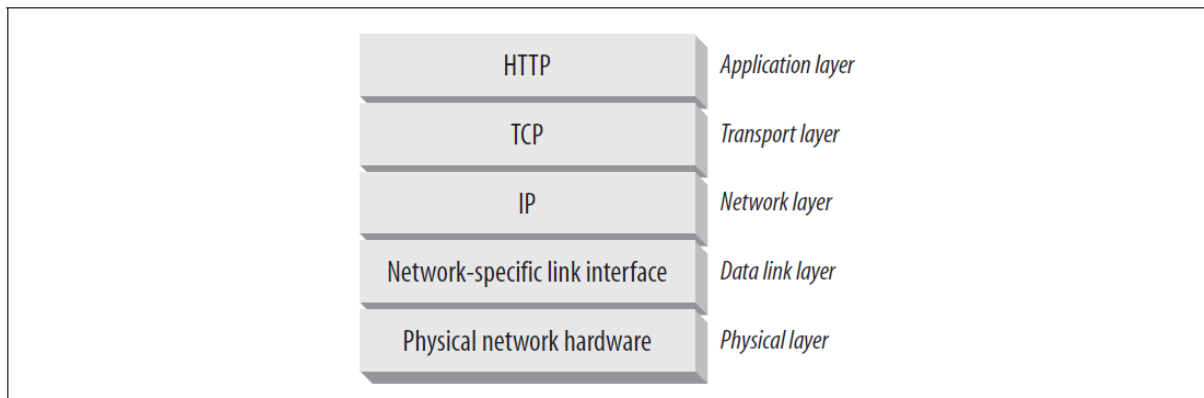 HTTP Application layer
TCP Transport layer
IP Network layer
Network-specific link interface Data link layer
Physical network hardware Physical layer